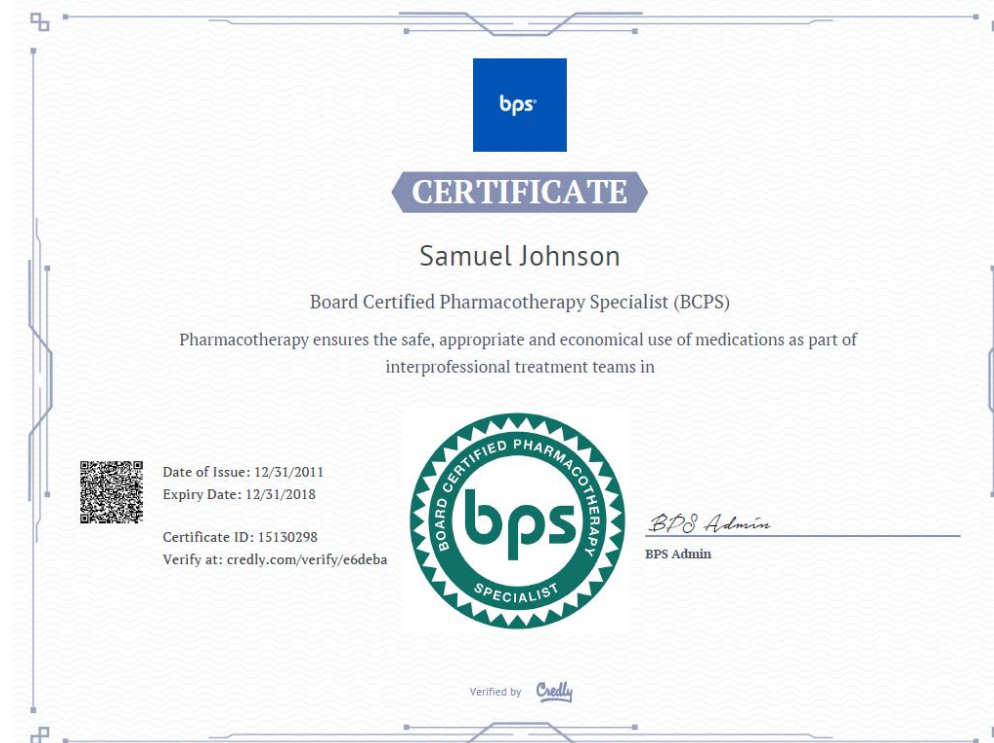 bps®
CERTIFICATE
Samuel Johnson
Board Certified Pharmacotherapy Specialist (BCPS)
Pharmacotherapy ensures the safe, appropriate and economical use of medications as part of
interprofessional treatment teams in
Date of Issue: 12/31/2011
Expiry Date: 12/31/2018
Certificate ID: 15130298
Verify at: credly.com/verify/e6deba
BOARD CERTIFIED PHARMACOTHERAPY
bps
SPECIALIST
BPS Admin
BPS Admin
Verified by Credly